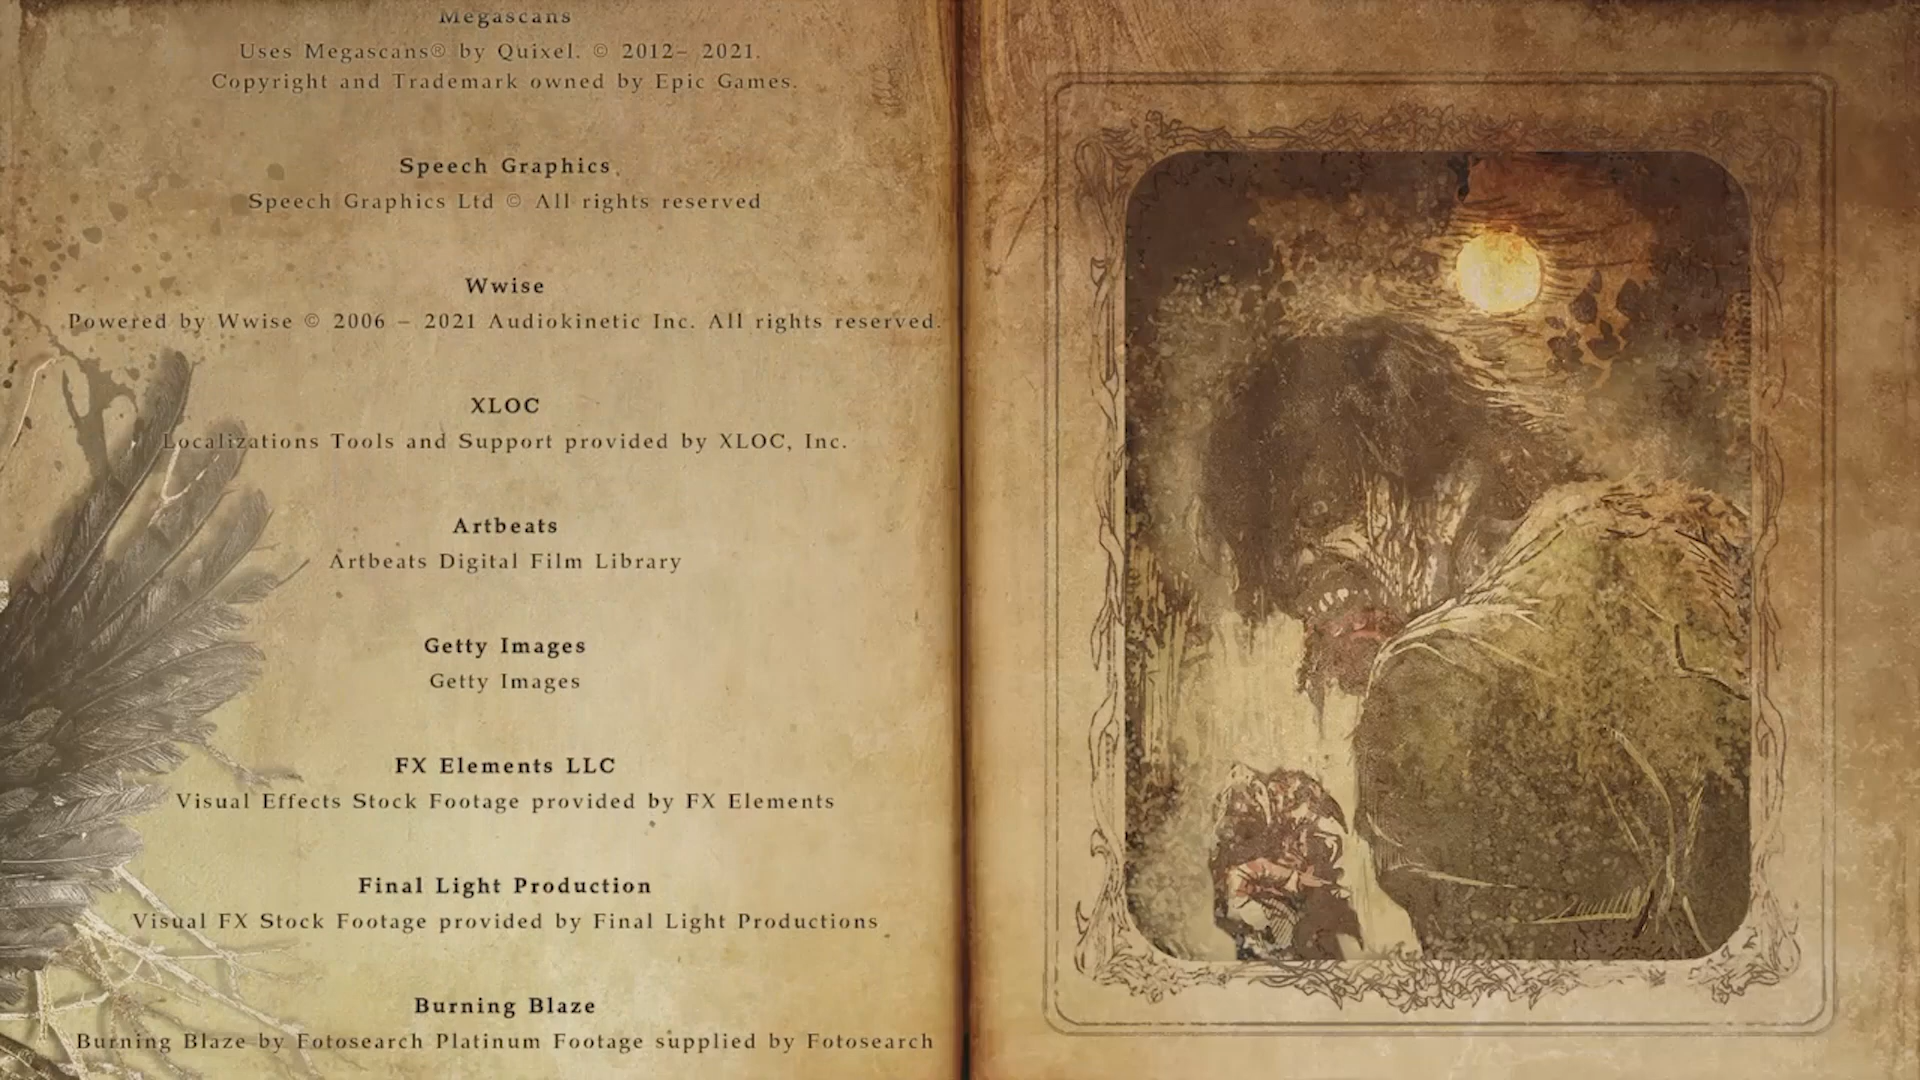 Megascans
Uses Megascans® by Quixel. © 2012– 2021.
Copyright and Trademark owned by Epic Games.
Speech Graphics
Speech Graphics Ltd © All rights reserved
Wwise
Powered by Wwise © 2006 – 2021 Audiokinetic Inc. All rights reserved.
XLOC
Localizations Tools and Support provided by XLOC, Inc.
Artbeats
Artbeats Digital Film Library
Getty Images
Getty Images
FX Elements LLC
Visual Effects Stock Footage provided by FX Elements
Final Light Production
Visual FX Stock Footage provided by Final Light Productions
Burning Blaze
Burning Blaze by Fotosearch Platinum Footage supplied by Fotosearch